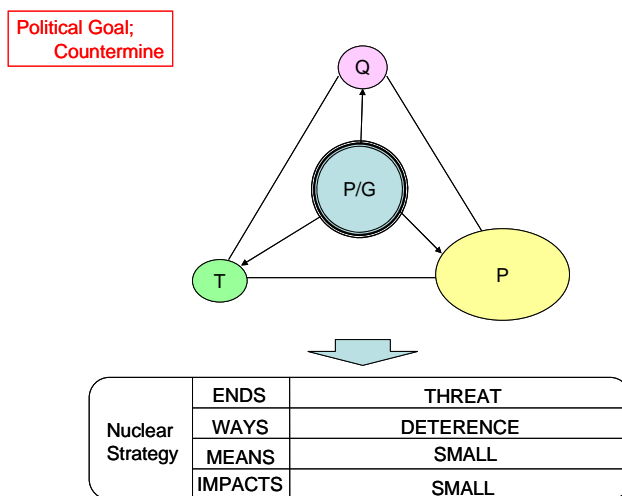 Political Goal;
Countermine
Q
P/G
T
P
Nuclear
Strategy
ENDS THREAT
WAYS DETERENCE
MEANS SMALL
IMPACTS SMALL